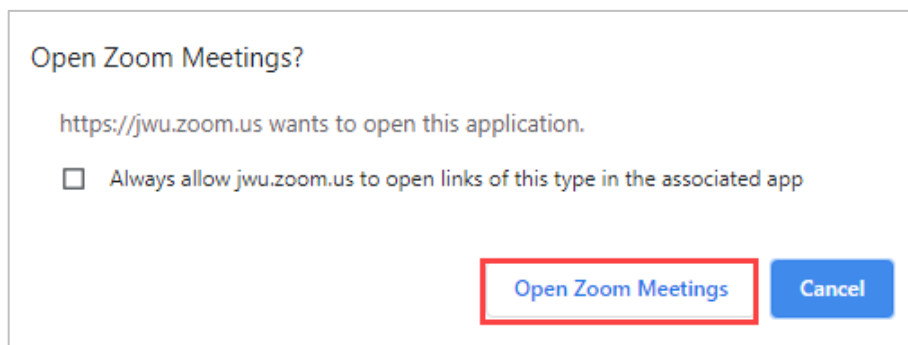 Open Zoom Meetings?
https://jwu.zoom.us wants to open this application.
Always allow jwu.zoom.us to open links of this type in the associated app
Open Zoom Meetings Cancel